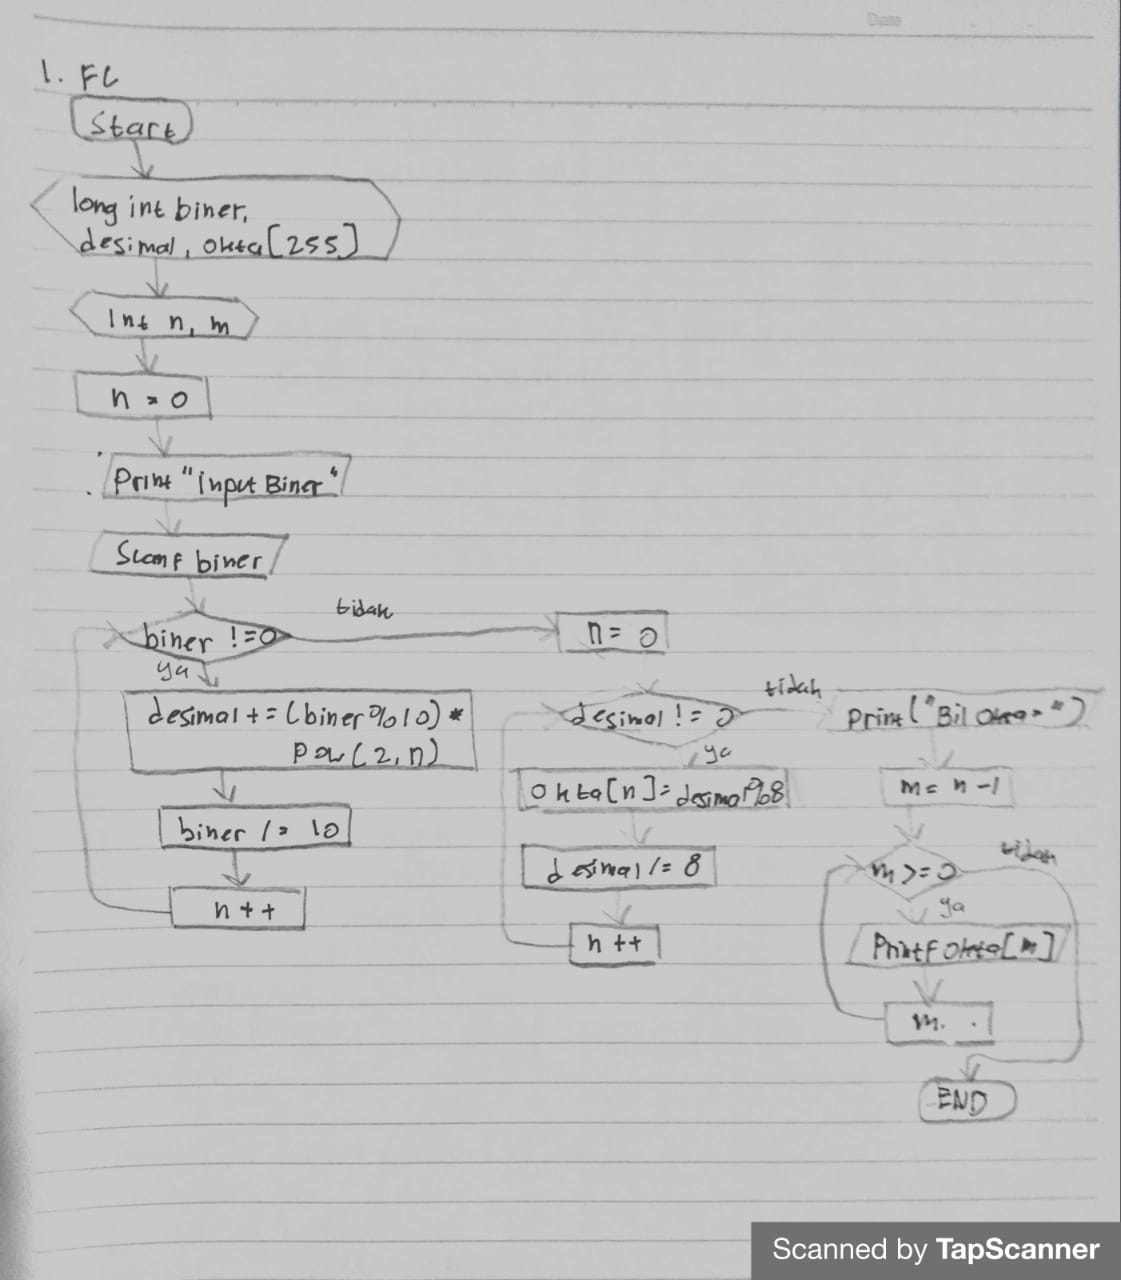 Date
1. FC
Start
long int biner,
desimal, okta[255]
Int n, m
n = 0
Print "input Biner"
Scanf biner
biner !=0
tidak
ya
desimal += (biner%10) *
pow(2,n)
biner /= 10
n++
n = 0
desimal != 0
tidak
ya
okta[n]=desimal%8
desimal /= 8
n++
Print("Bil Okta= ")
m= n-1
m>=0
tidak
ya
Printf Okta[m]
m
END
Scanned by TapScanner